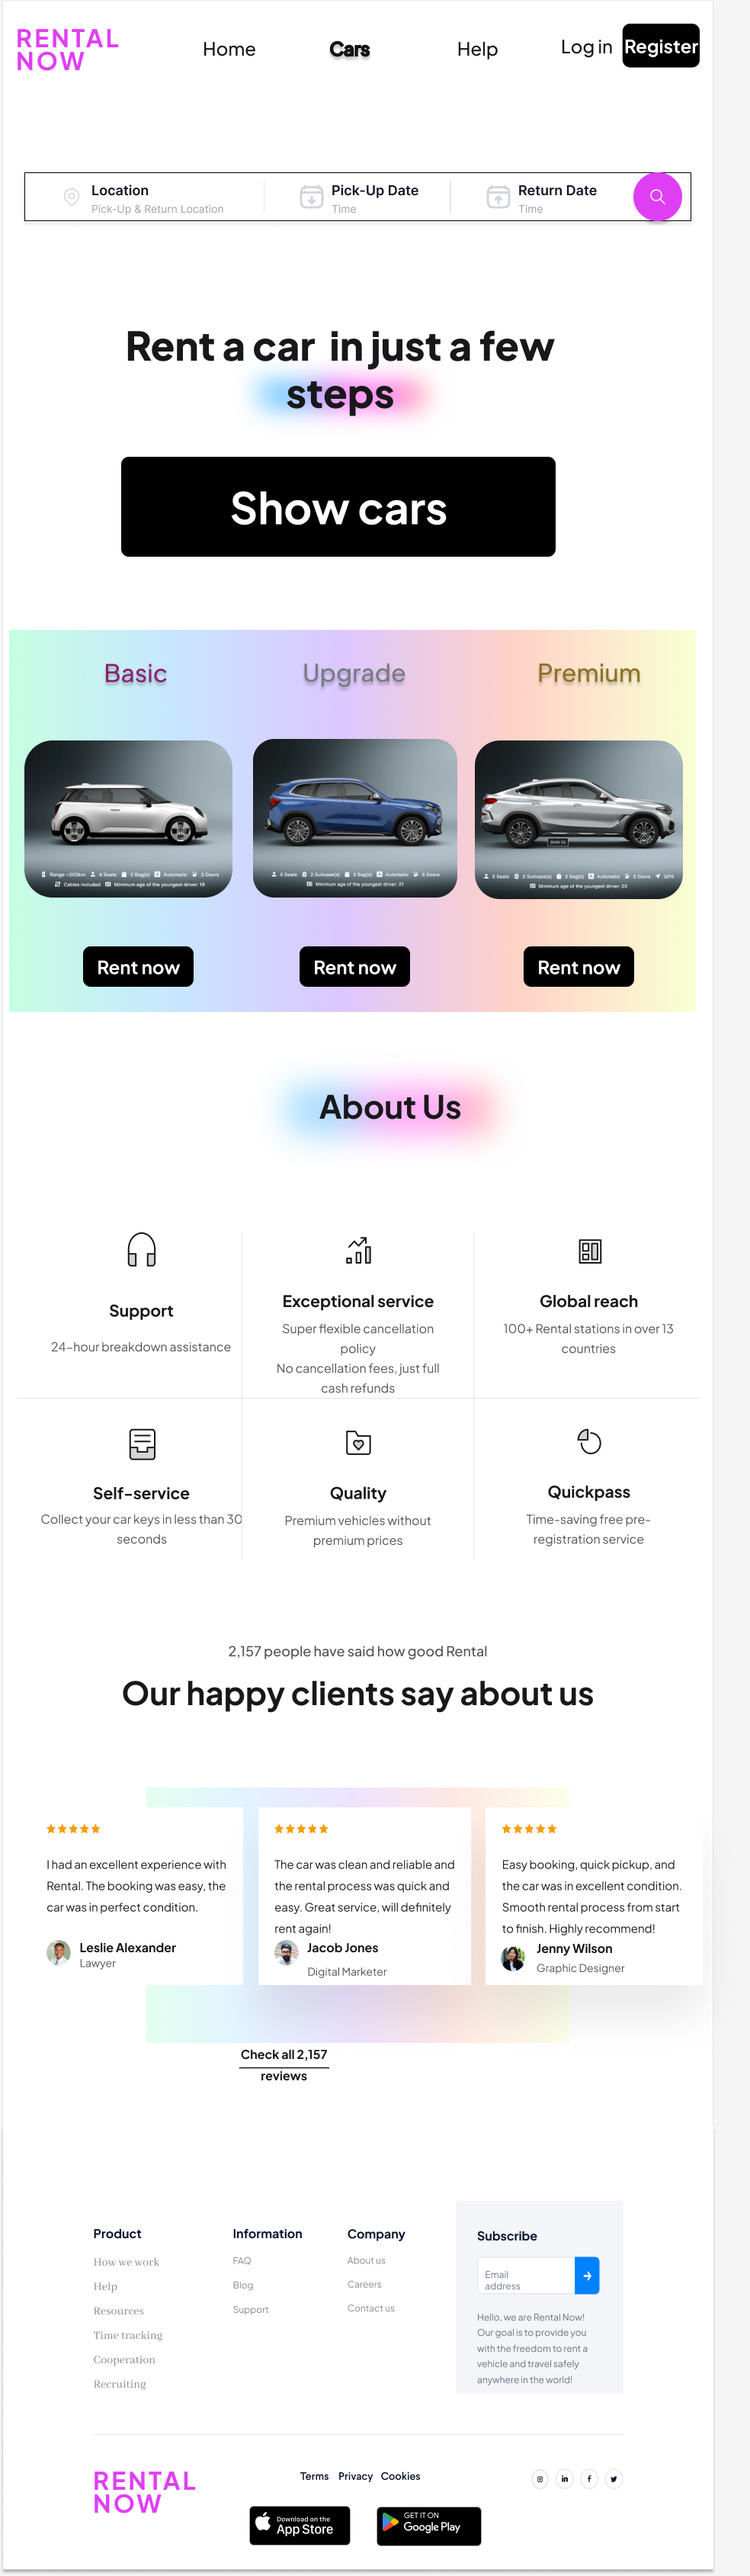 RENTAL
NOW
Home
Cars
Help
Log in
Register
Location
Pick-Up & Return Location
Pick-Up Date
Time
Return Date
Time
Rent a car in just a few
steps
Show cars
Basic
Upgrade
Premium
Range ~203km 4 Seats 3 Bag(s) Automatic 3 Doors
Cables included Minimum age of the youngest driver: 19
5 Seats 2 Suitcase(s) 2 Bag(s) Automatic 5 Doors
Minimum age of the youngest driver: 21
5 Seats 2 Suitcase(s) 2 Bag(s) Automatic 5 Doors GPS
Minimum age of the youngest driver: 25
Rent now
Rent now
Rent now
About Us
Support
24-hour breakdown assistance
Exceptional service
Super flexible cancellation
policy
No cancellation fees, just full
cash refunds
Global reach
100+ Rental stations in over 13
countries
Self-service
Collect your car keys in less than 30
seconds
Quality
Premium vehicles without
premium prices
Quickpass
Time-saving free pre-
registration service
2,157 people have said how good Rental
Our happy clients say about us
I had an excellent experience with
Rental. The booking was easy, the
car was in perfect condition.
Leslie Alexander
Lawyer
The car was clean and reliable and
the rental process was quick and
easy. Great service, will definitely
rent again!
Jacob Jones
Digital Marketer
Easy booking, quick pickup, and
the car was in excellent condition.
Smooth rental process from start
to finish. Highly recommend!
Jenny Wilson
Graphic Designer
Check all 2,157
reviews
Product
How we work
Help
Resources
Time tracking
Cooperation
Recruiting
Information
FAQ
Blog
Support
Company
About us
Careers
Contact us
Subscribe
Email
address
Hello, we are Rental Now!
Our goal is to provide you
with the freedom to rent a
vehicle and travel safely
anywhere in the world!
RENTAL
NOW
Terms Privacy Cookies
Download on the
App Store
GET IT ON
Google Play